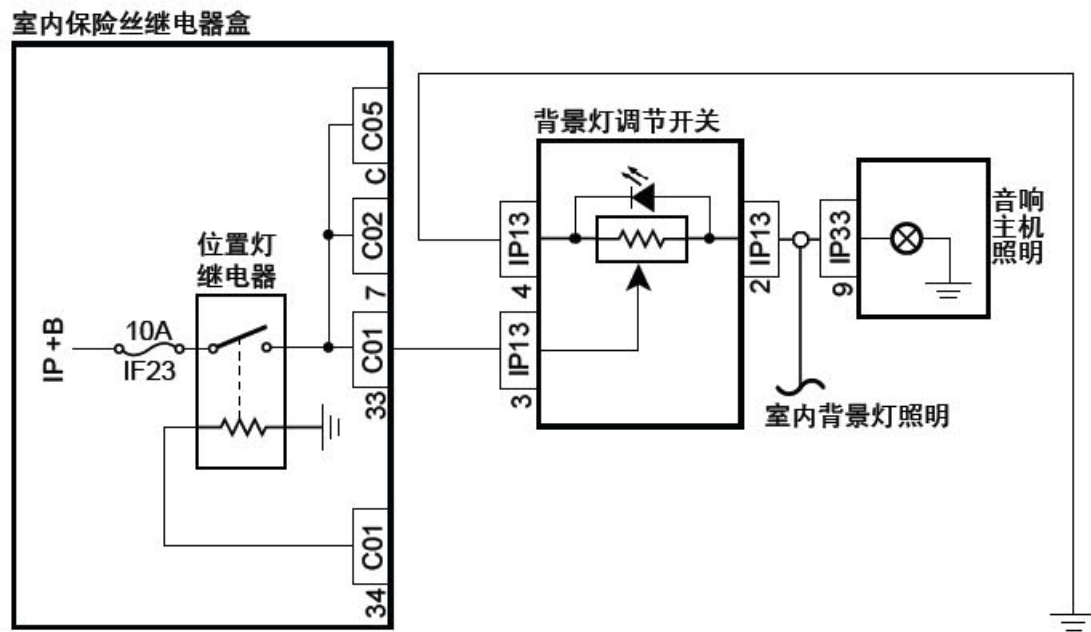 室内保险丝继电器盒
C05
C
C02
7
位置灯
继电器
IP +B
10A
IF23
C01
33
C01
34
背景灯调节开关
IP13
4
IP13
3
IP13
2
IP33
9
音响
主机
照明
室内背景灯照明